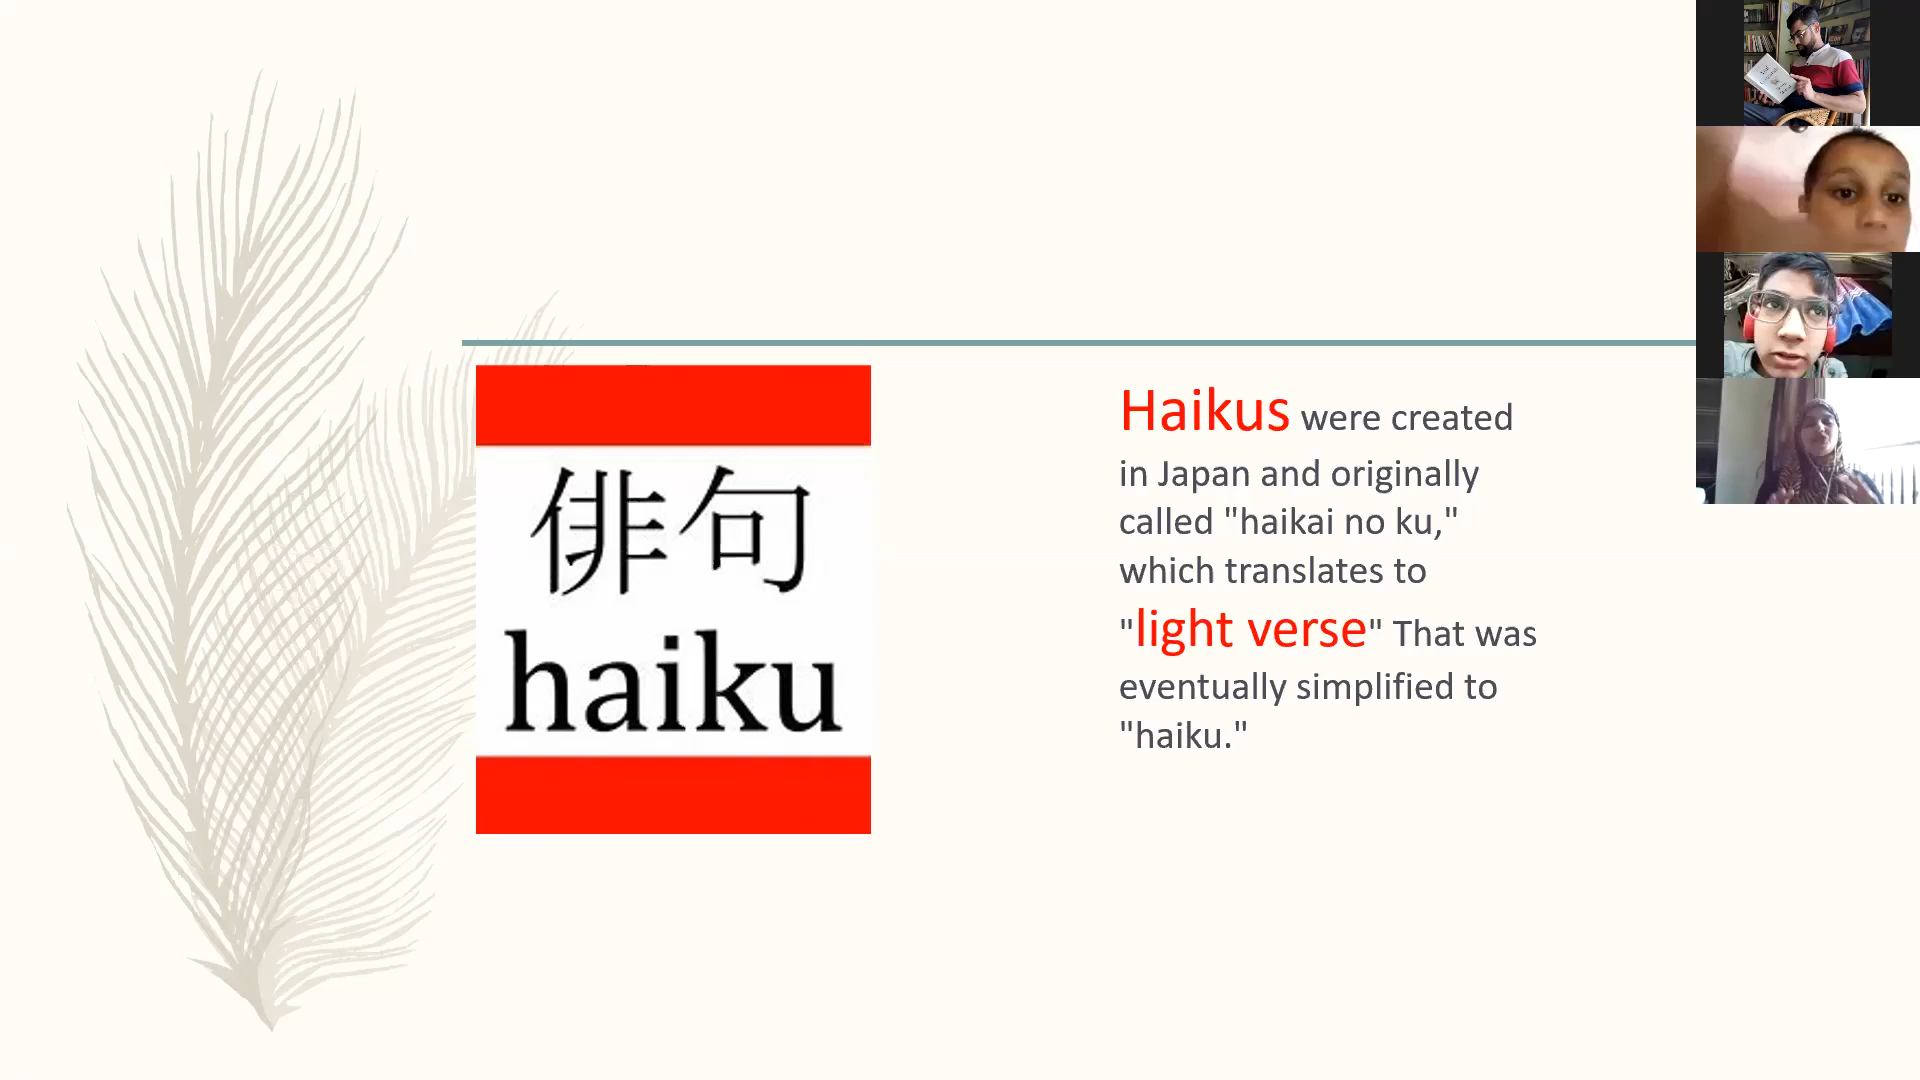 俳句
haiku
Haikus were created
in Japan and originally
called "haikai no ku,"
which translates to
"light verse" That was
eventually simplified to
"haiku."